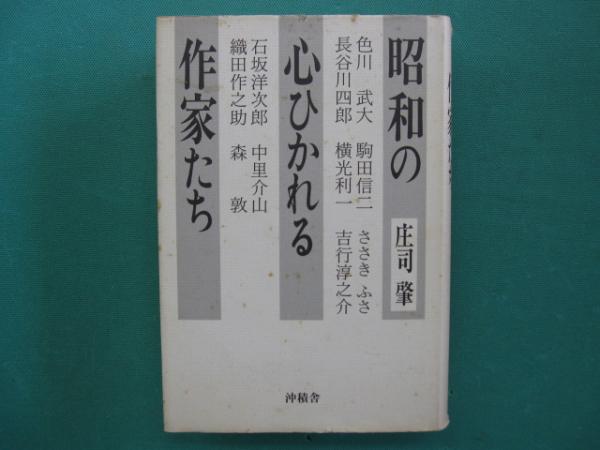 昭和の
庄司肇
色川 武大 駒田信二 ささき ふさ
長谷川四郎 横光利一 吉行淳之介
心ひかれる
石坂洋次郎 中里介山
織田作之助 森 敦
作家たち
沖積舎